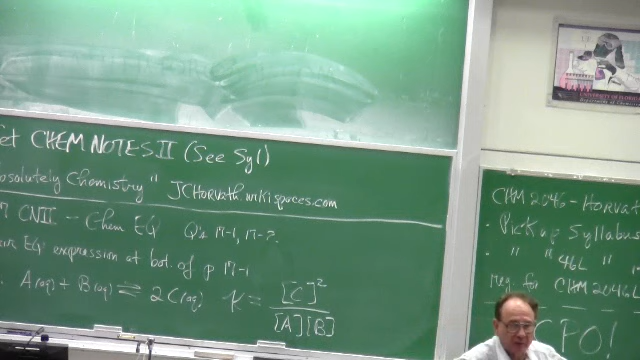 CHEM NOTES II (See Syl)
Absolutely Chemistry" JCHorvath.wikispaces.com
CNII - Chem EQ Q's 17-1, 17-?.
EQ expression at bot. of p 17-1
A(aq) + B(aq) ⇌ 2C(aq) K = [C]² / [A][B]
CHM 2046 - Horvat
· Pick up Syllabus
· " " 46L "
reg. for CHM 2046L
CPO!